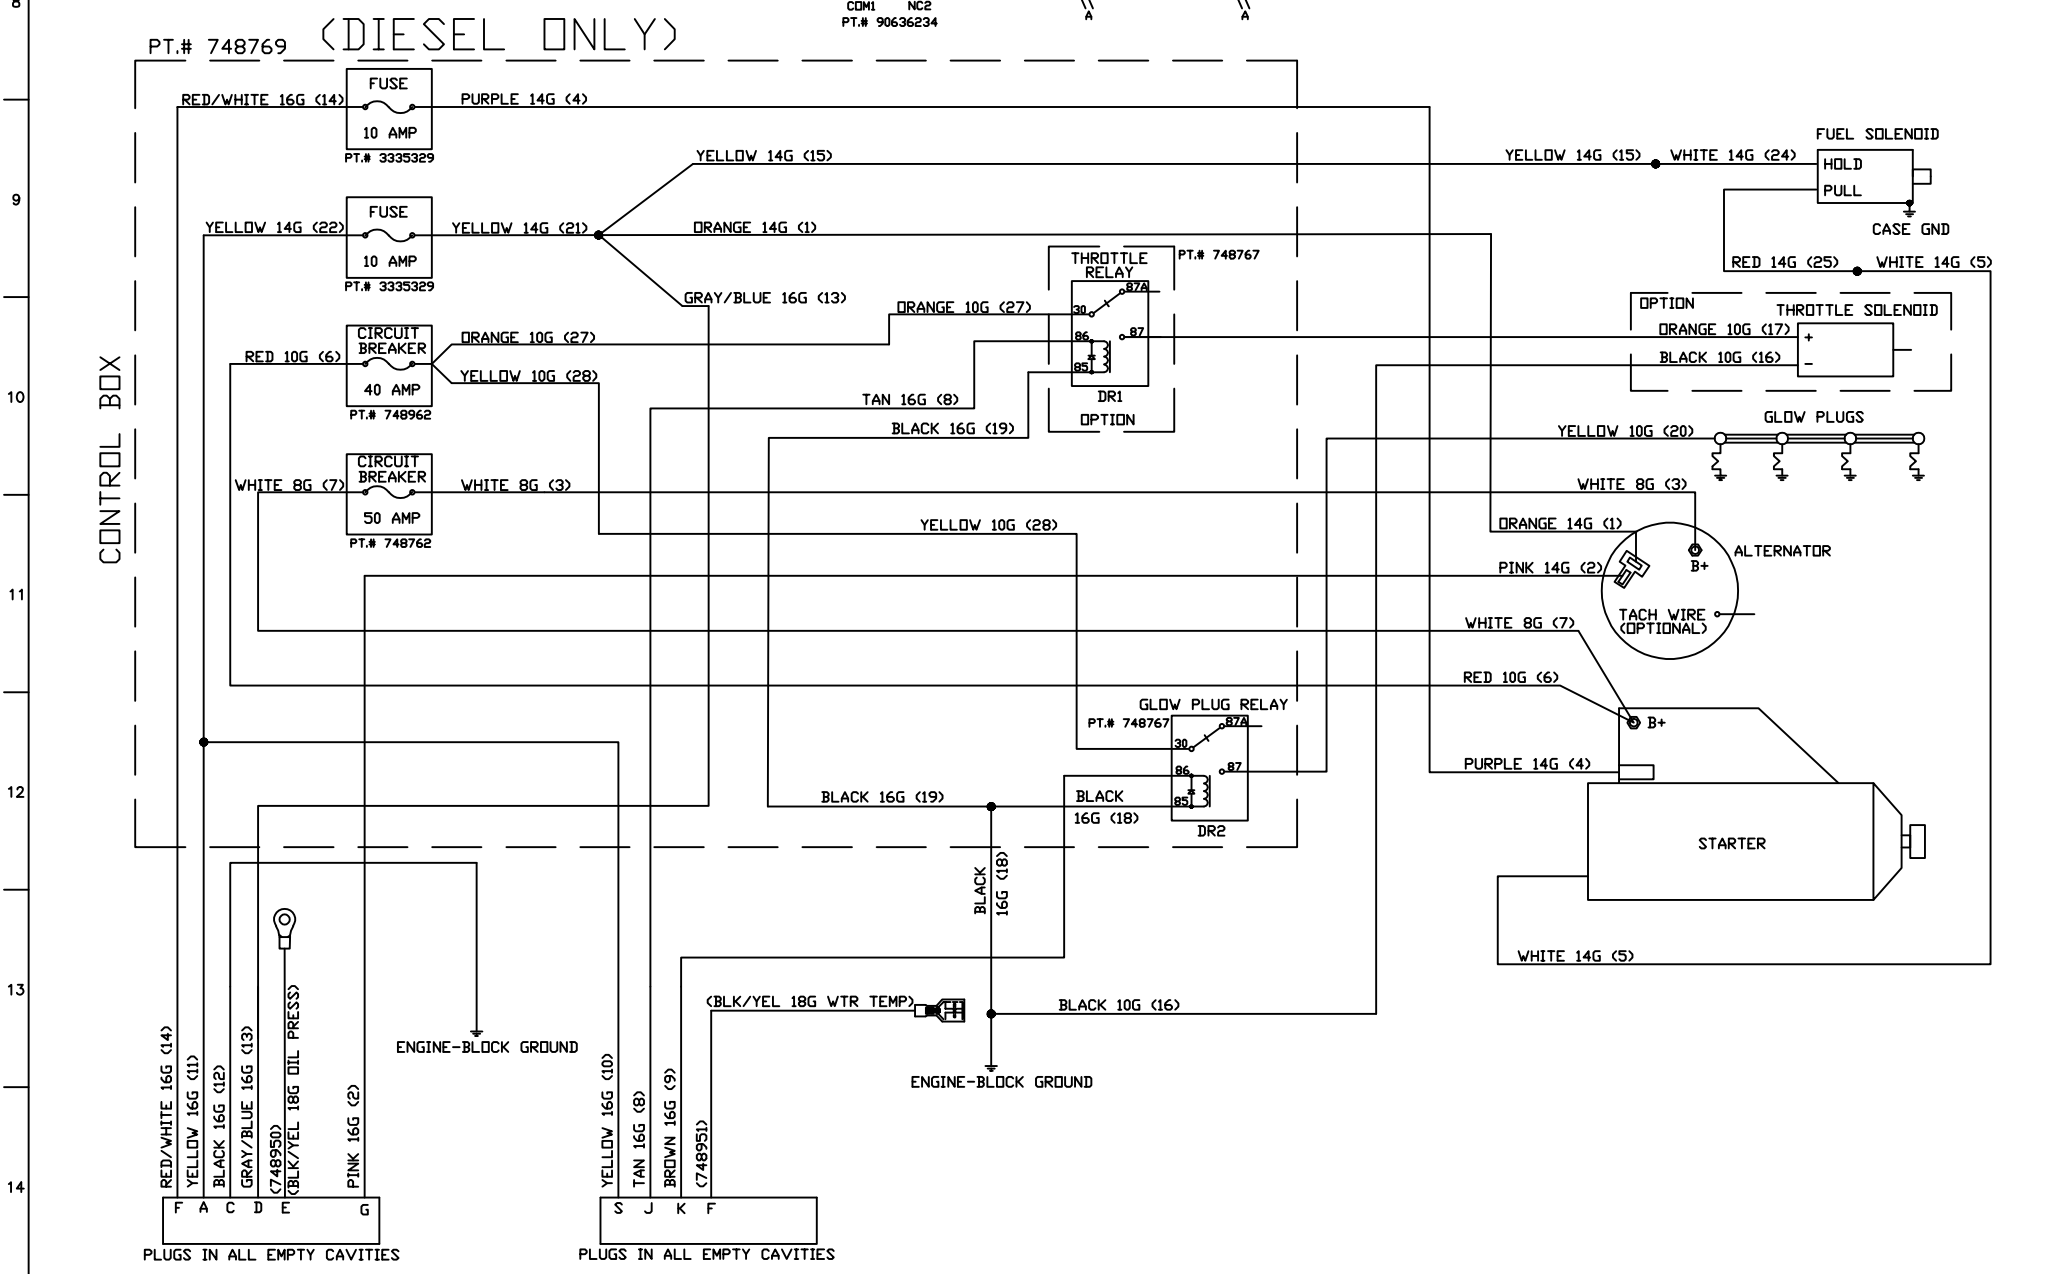 8
COM1 NC2
PT.# 90636234
A
A
PT.# 748769
(DIESEL ONLY)
FUSE
RED/WHITE 16G (14)
PURPLE 14G (4)
10 AMP
PT.# 3335329
FUEL SOLENOID
YELLOW 14G (15)
YELLOW 14G (15)
WHITE 14G (24)
HOLD
PULL
CASE GND
9
FUSE
YELLOW 14G (22)
YELLOW 14G (21)
ORANGE 14G (1)
10 AMP
PT.# 3335329
THROTTLE
RELAY
PT.# 748767
RED 14G (25)
WHITE 14G (5)
GRAY/BLUE 16G (13)
87A
30
ORANGE 10G (27)
86
87
85
DR1
OPTION
OPTION
THROTTLE SOLENOID
ORANGE 10G (17)
+
BLACK 10G (16)
-
CIRCUIT
BREAKER
RED 10G (6)
ORANGE 10G (27)
YELLOW 10G (28)
40 AMP
PT.# 748962
10
CONTROL BOX
TAN 16G (8)
BLACK 16G (19)
GLOW PLUGS
YELLOW 10G (20)
CIRCUIT
BREAKER
WHITE 8G (7)
WHITE 8G (3)
50 AMP
PT.# 748762
WHITE 8G (3)
YELLOW 10G (28)
ORANGE 14G (1)
ALTERNATOR
B+
PINK 14G (2)
TACH WIRE
(OPTIONAL)
11
WHITE 8G (7)
RED 10G (6)
GLOW PLUG RELAY
PT.# 748767
87A
30
86
87
85
DR2
B+
PURPLE 14G (4)
STARTER
12
BLACK 16G (19)
BLACK
16G (18)
BLACK
16G (18)
WHITE 14G (5)
13
(BLK/YEL 18G WTR TEMP)
BLACK 10G (16)
ENGINE-BLOCK GROUND
ENGINE-BLOCK GROUND
14
RED/WHITE 16G (14)
YELLOW 16G (11)
BLACK 16G (12)
GRAY/BLUE 16G (13)
(748950)
(BLK/YEL 18G OIL PRESS)
PINK 16G (2)
YELLOW 16G (10)
TAN 16G (8)
BROWN 16G (9)
(748951)
F A C D E G
S J K F
PLUGS IN ALL EMPTY CAVITIES
PLUGS IN ALL EMPTY CAVITIES